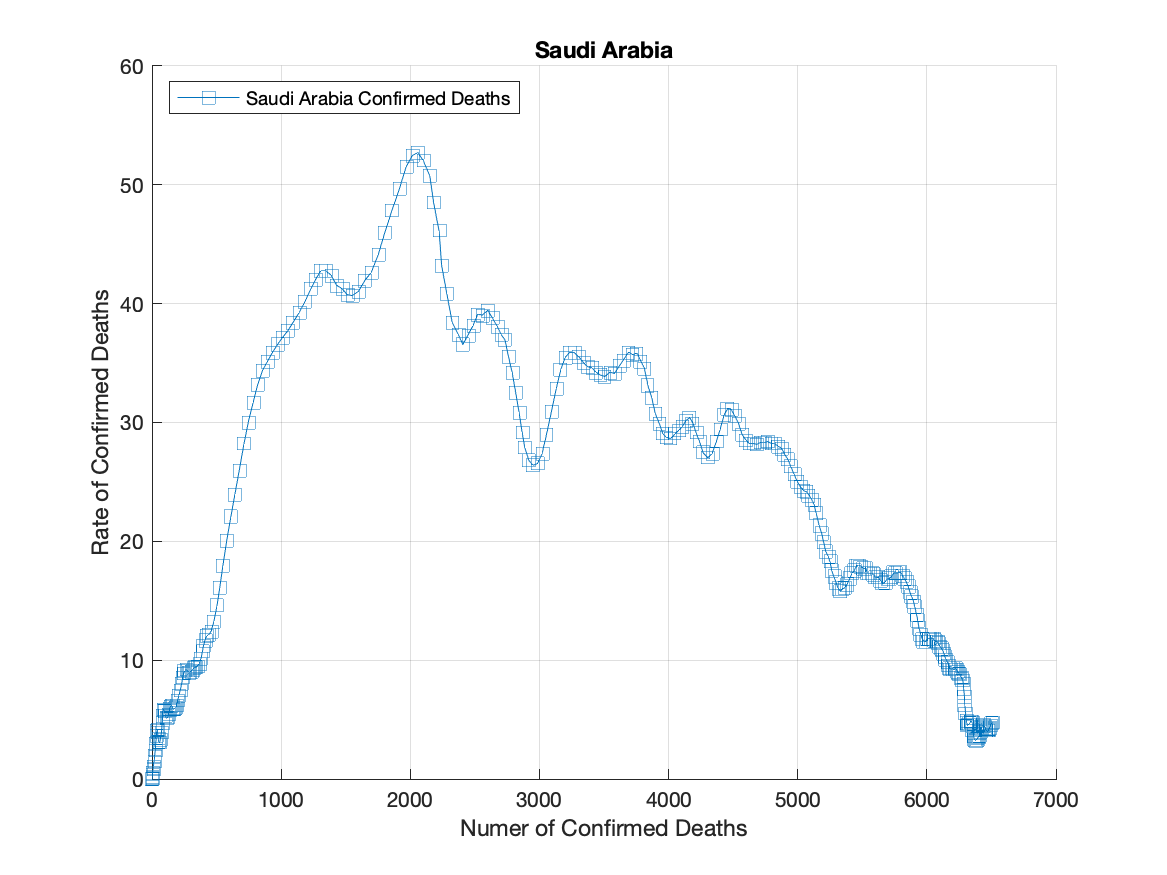 Saudi Arabia
Saudi Arabia Confirmed Deaths
60
50
40
30
20
10
0
Rate of Confirmed Deaths
0 1000 2000 3000 4000 5000 6000 7000
Numer of Confirmed Deaths